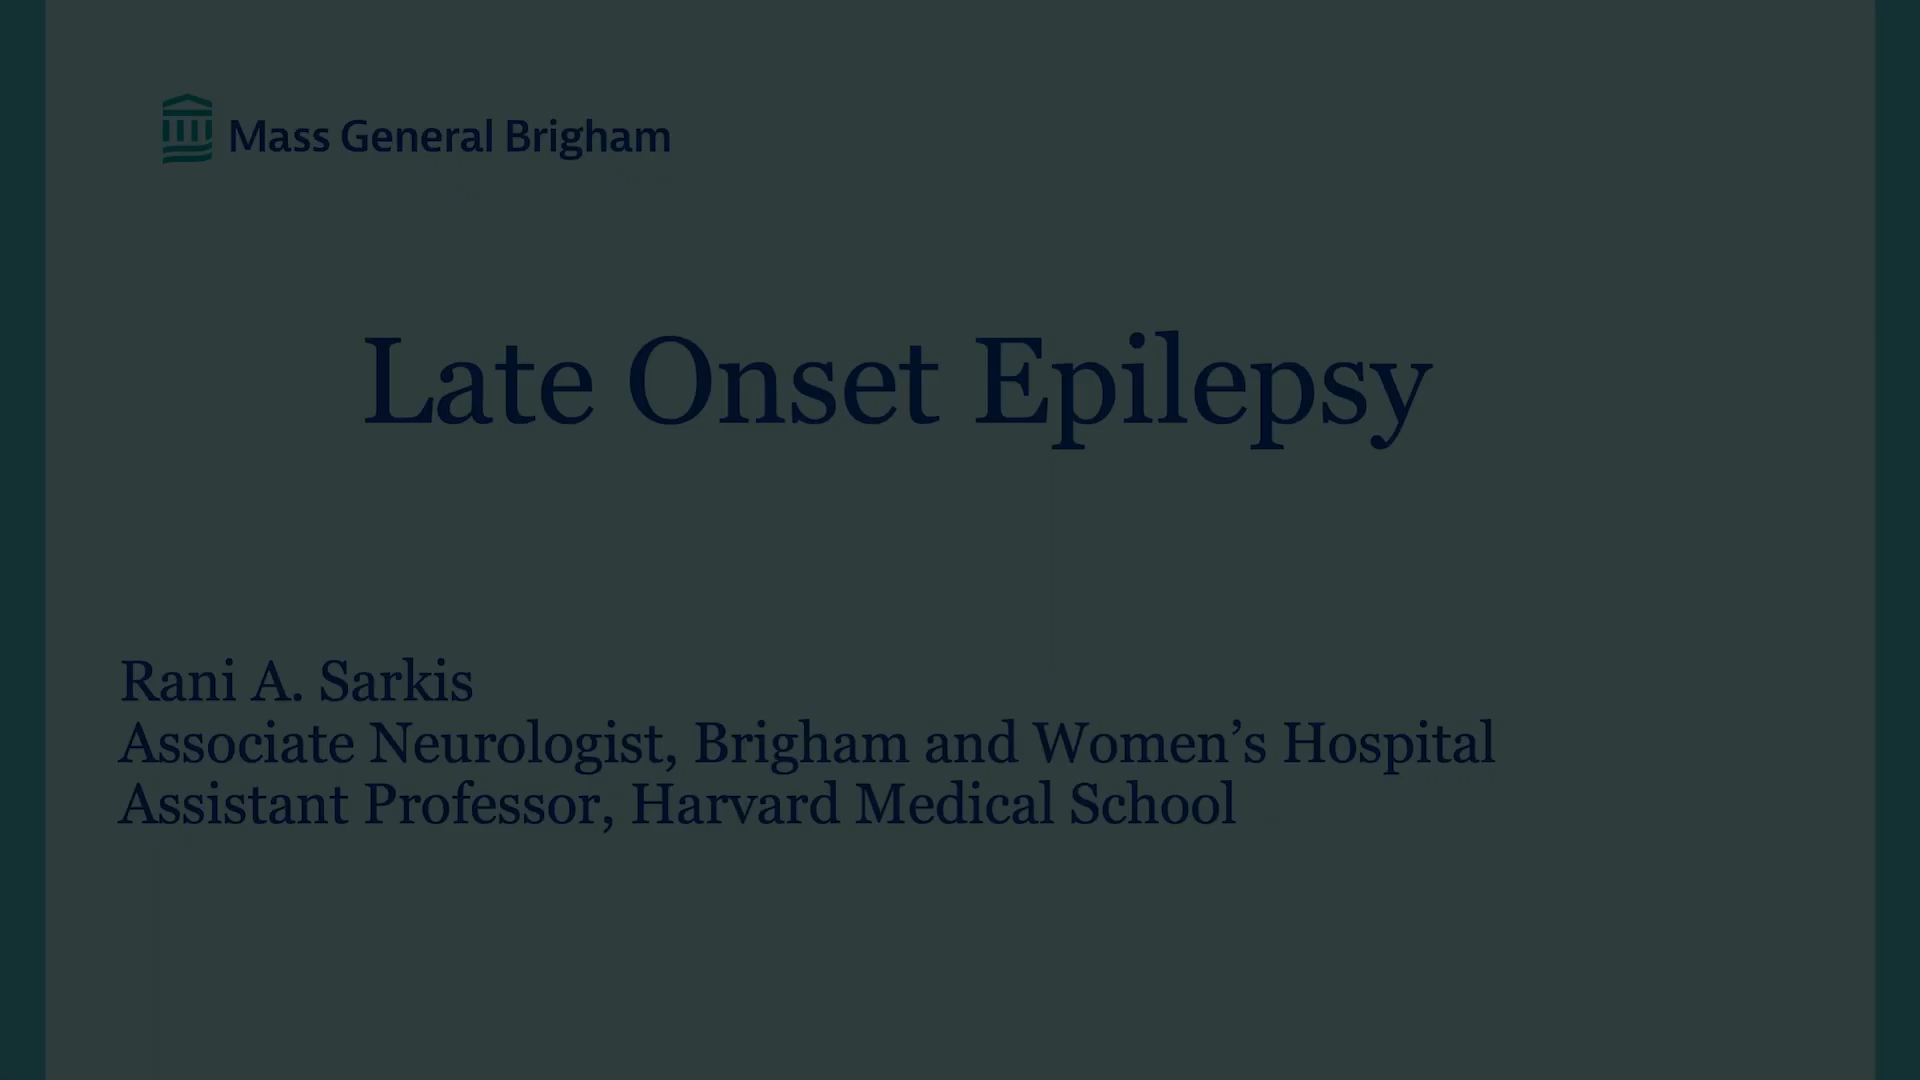 Mass General Brigham
Late Onset Epilepsy
Rani A. Sarkis
Associate Neurologist, Brigham and Women’s Hospital
Assistant Professor, Harvard Medical School